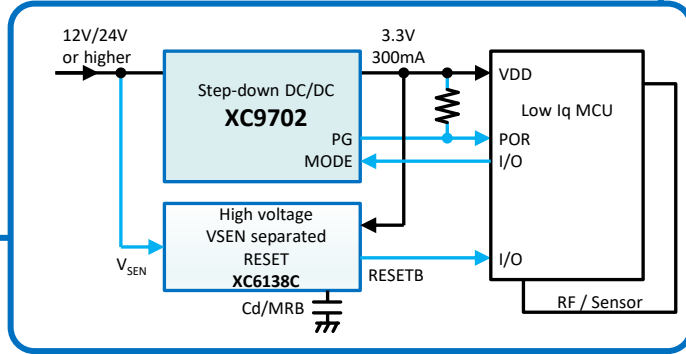 12V/24V
or higher
3.3V
300mA
Step-down DC/DC
XC9702
PG
MODE
VDD
Low Iq MCU
POR
I/O
High voltage
VSEN separated
RESET
XC6138C
VSEN
RESETB
I/O
Cd/MRB
RF / Sensor